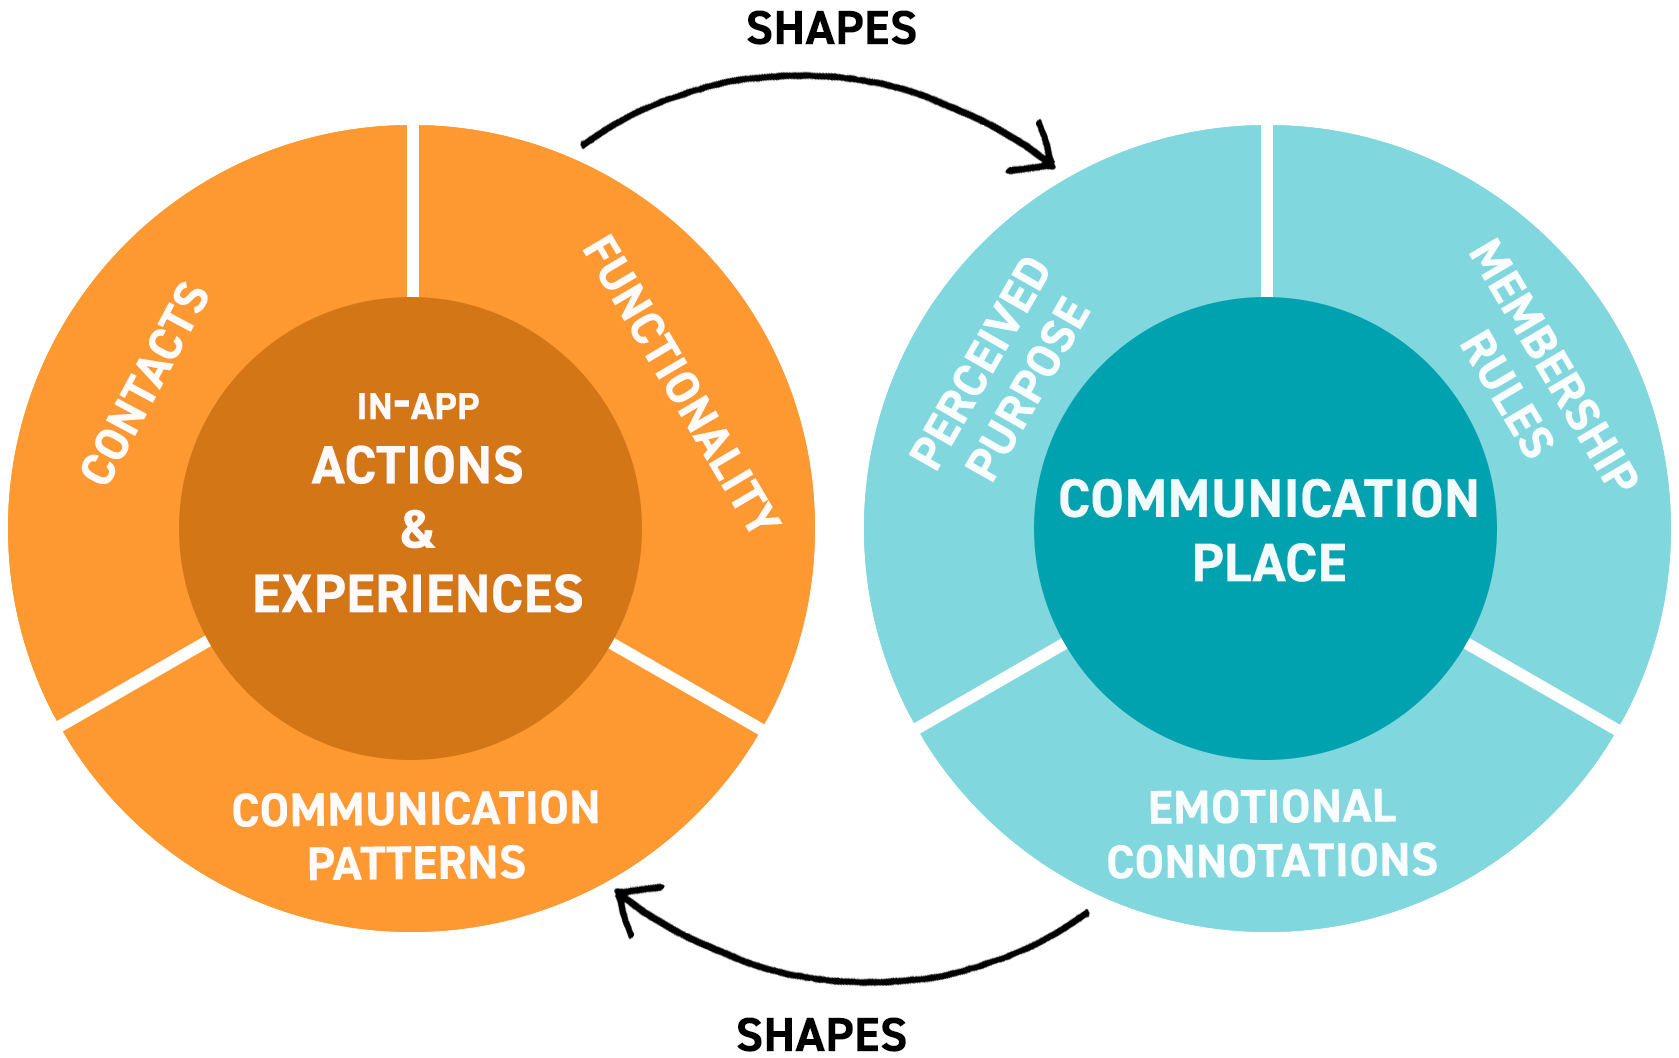 SHAPES
CONTACTS
FUNCTIONALITY
IN-APP
ACTIONS
&
EXPERIENCES
COMMUNICATION
PATTERNS
PERCEIVED
PURPOSE
MEMBERSHIP
RULES
COMMUNICATION
PLACE
EMOTIONAL
CONNOTATIONS
SHAPES